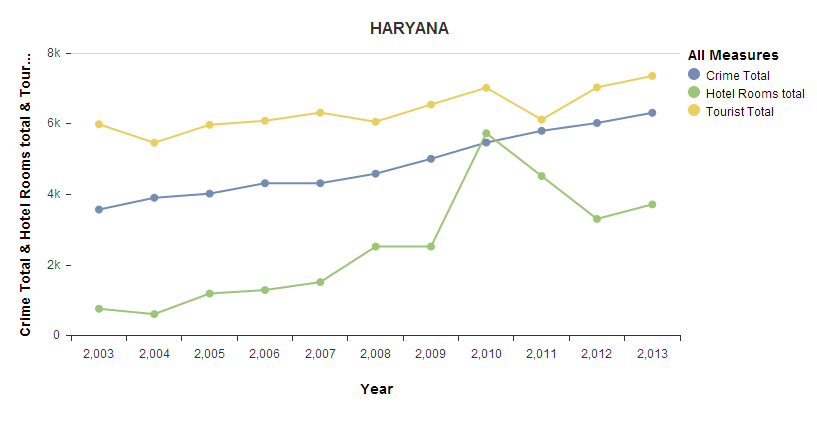 HARYANA
Crime Total & Hotel Rooms total & Tour...
8k
6k
4k
2k
0
2,003 2,004 2,005 2,006 2,007 2,008 2,009 2,010 2,011 2,012 2,013
Year
All Measures
Crime Total
Hotel Rooms total
Tourist Total